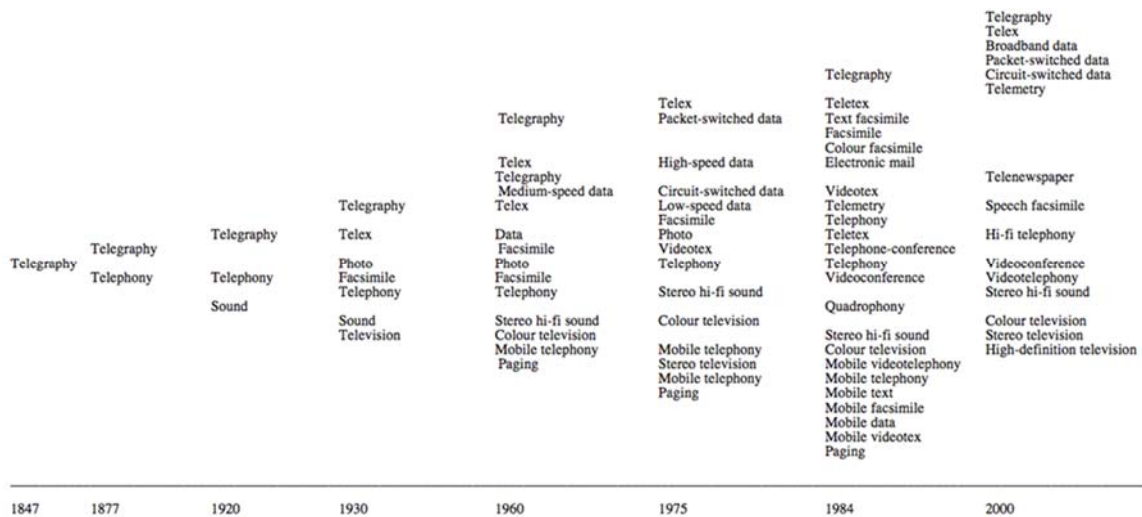 Telegraphy
Telegraphy
Telephony
Telegraphy
Telephony
Sound
Telegraphy
Telex
Photo
Facsimile
Telephony
Sound
Television
Telegraphy
Telex
Telegraphy
Medium-speed data
Telex
Data
Facsimile
Photo
Facsimile
Telephony
Stereo hi-fi sound
Colour television
Mobile telephony
Paging
Telex
Packet-switched data
High-speed data
Circuit-switched data
Low-speed data
Facsimile
Photo
Videotex
Telephony
Stereo hi-fi sound
Colour television
Mobile telephony
Stereo television
Mobile telephony
Paging
Telegraphy
Teletex
Text facsimile
Facsimile
Colour facsimile
Electronic mail
Videotex
Telemetry
Telephony
Teletex
Telephone-conference
Telephony
Videoconference
Quadrophony
Stereo hi-fi sound
Colour television
Mobile videotelephony
Mobile telephony
Mobile text
Mobile facsimile
Mobile data
Mobile videotex
Paging
Telegraphy
Telex
Broadband data
Packet-switched data
Circuit-switched data
Telemetry
Telenewspaper
Speech facsimile
Hi-fi telephony
Videoconference
Videotelephony
Stereo hi-fi sound
Colour television
Stereo television
High-definition television
1847 1877 1920 1930 1960 1975 1984 2000